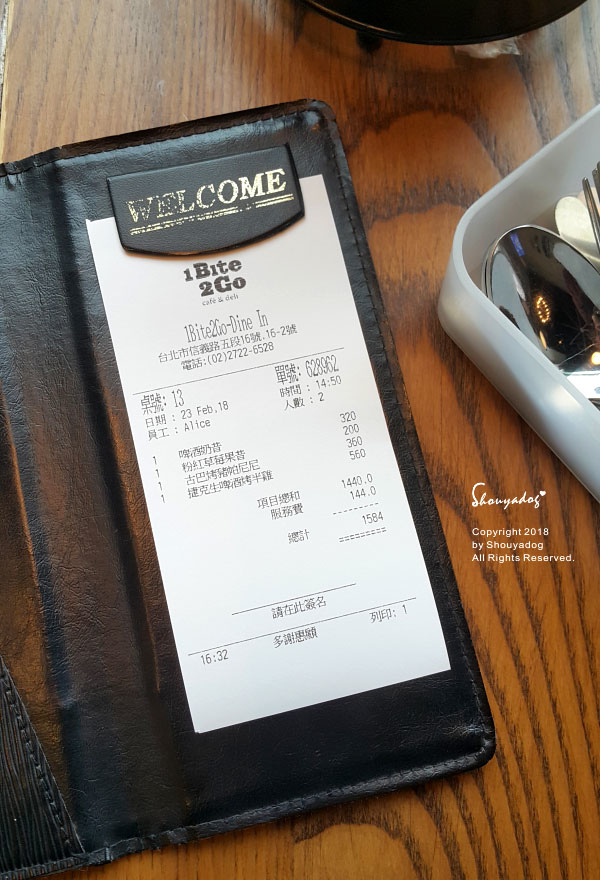 WELCOME
1Bite
2Go
café & deli
1Bite2Go-Dine In
台北市信義路五段16號.16-2號
電話:(02)2722-6528
桌號: 13 單號: 628962
日期 : 23 Feb,18 時間 : 14:50
員工 : Alice 人數 : 2
1 啤酒奶昔 320
1 粉紅草莓果昔 200
1 古巴烤豬帕尼尼 360
1 捷克生啤酒烤半雞 560
項目總和 1440.0
服務費 144.0
總計 1584
請在此簽名
16:32 多謝惠顧 列印: 1
Shouyadog
Copyright 2018
by Shouyadog
All Rights Reserved.